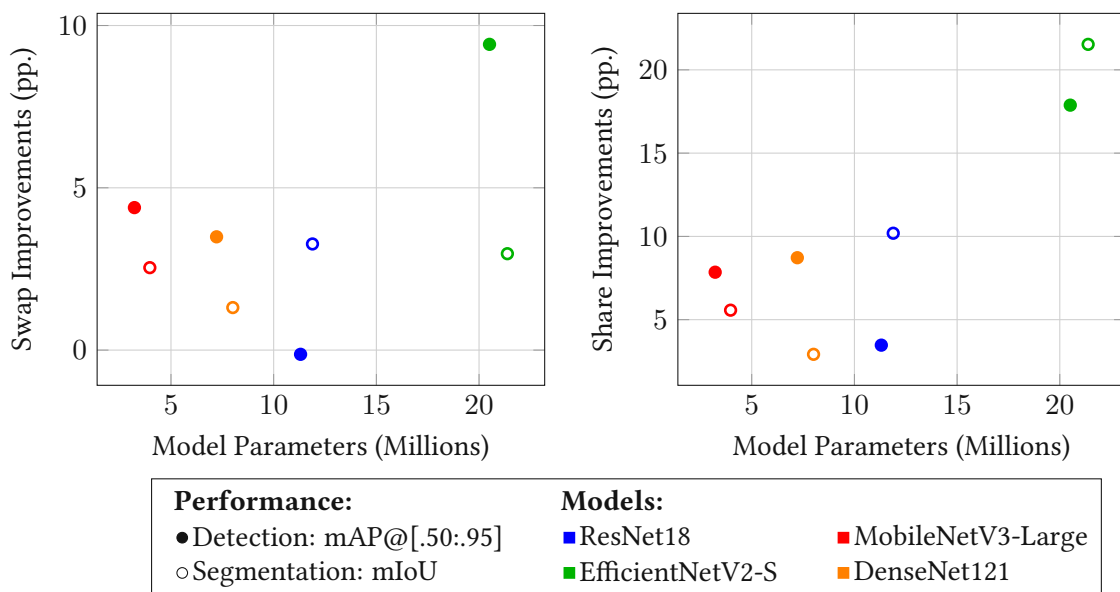 Swap Improvements (pp.)
10
5
0
5
10
15
20
Model Parameters (Millions)
Share Improvements (pp.)
20
15
10
5
5
10
15
20
Model Parameters (Millions)
Performance:
Detection: mAP@[.50:.95]
Segmentation: mIoU
Models:
ResNet18
MobileNetV3-Large
EfficientNetV2-S
DenseNet121